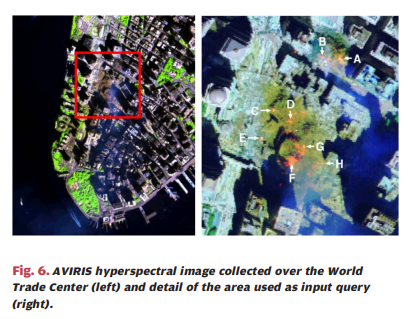 B
A
C
D
E
G
H
F
Fig. 6. AVIRIS hyperspectral image collected over the World
Trade Center (left) and detail of the area used as input query
(right).